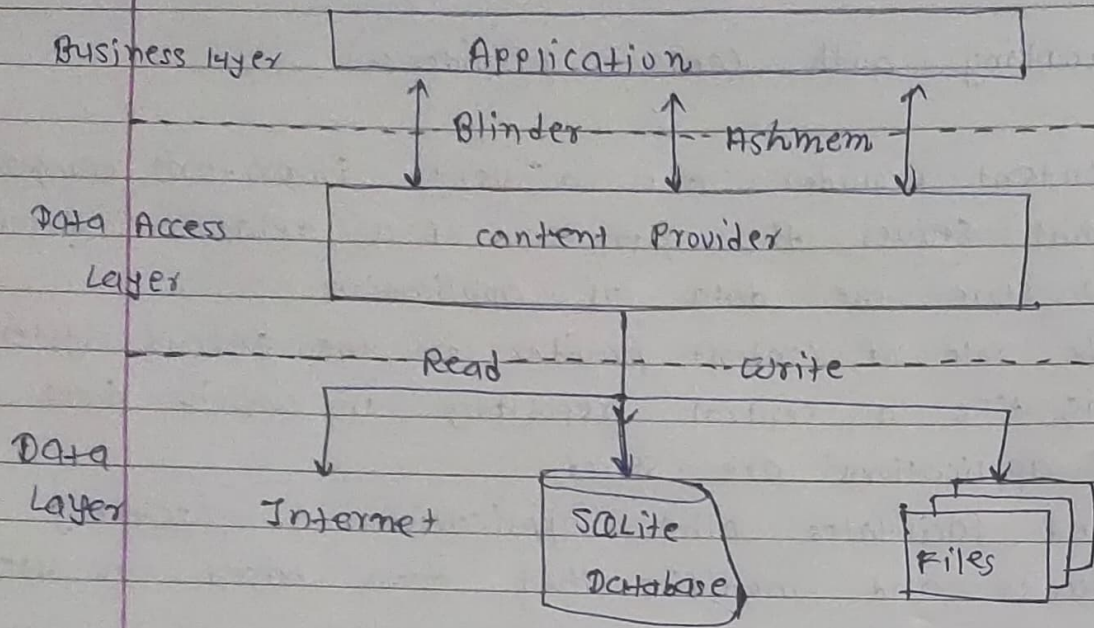 Business layer
Application
Blinder
Ashmem
Data Access
Layer
content Provider
Read
Write
Data
Layer
Internet
SQLite
Database
Files